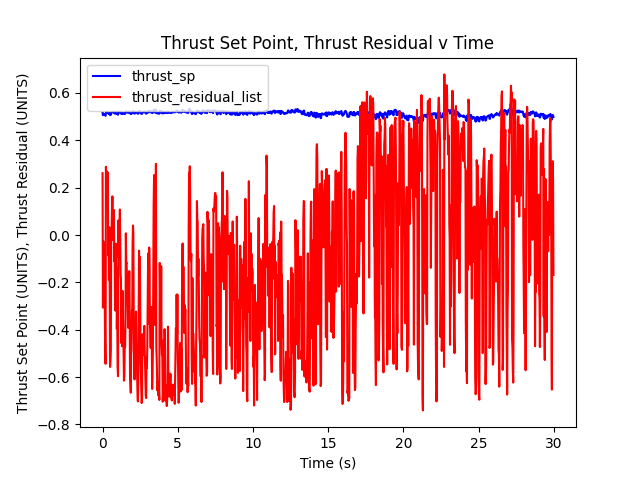 Thrust Set Point, Thrust Residual v Time
thrust_sp
thrust_residual_list
Thrust Set Point (UNITS), Thrust Residual (UNITS)
0.6
0.4
0.2
0.0
−0.2
−0.4
−0.6
−0.8
0 5 10 15 20 25 30
Time (s)